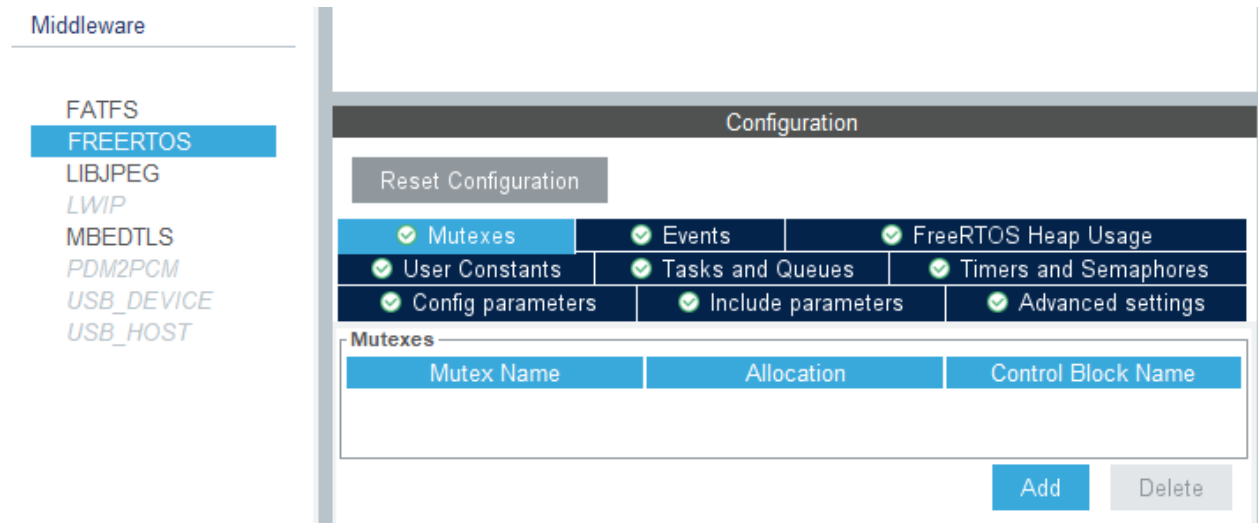 Middleware
FATFS
FREERTOS
LIBJPEG
LWIP
MBEDTLS
PDM2PCM
USB_DEVICE
USB_HOST
Configuration
Reset Configuration
Mutexes Events FreeRTOS Heap Usage
User Constants Tasks and Queues Timers and Semaphores
Config parameters Include parameters Advanced settings
Mutexes
Mutex Name Allocation Control Block Name
Add Delete